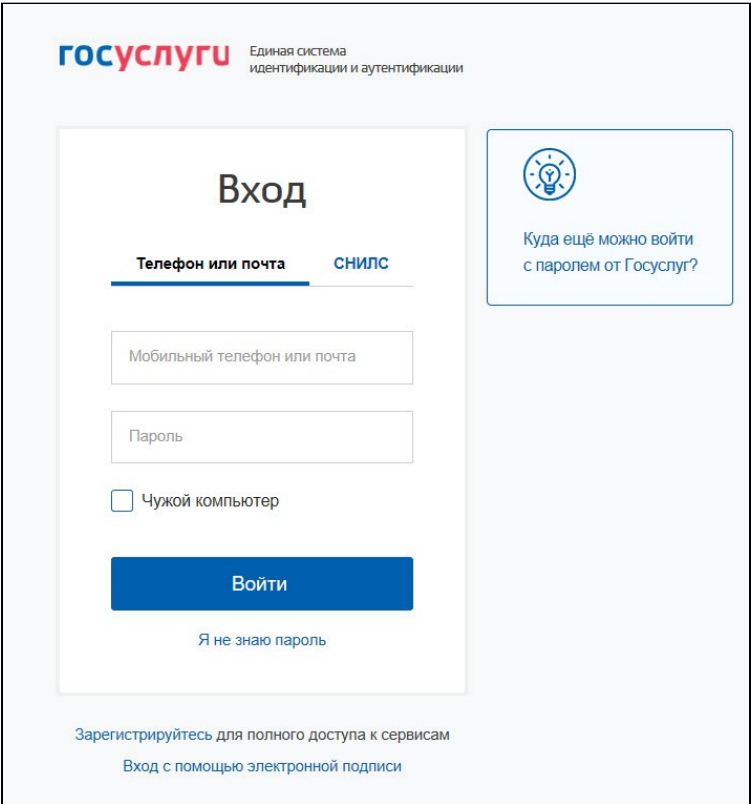 госуслуги
Единая система
идентификации и аутентификации
Вход
Телефон или почта СНИЛС
Мобильный телефон или почта
Пароль
Чужой компьютер
Войти
Я не знаю пароль
Куда ещё можно войти
с паролем от Госуслуг?
Зарегистрируйтесь для полного доступа к сервисам
Вход с помощью электронной подписи